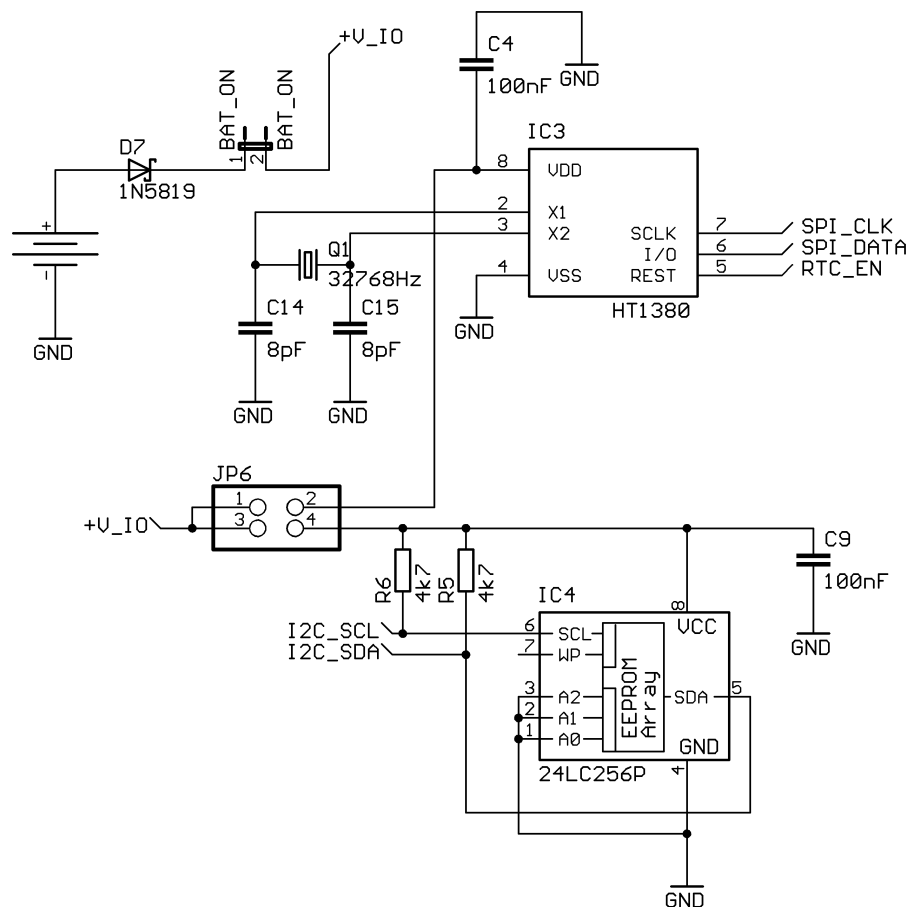 +V_IO
BAT_ON
BAT_ON
1
2
D7
1N5819
+
-
GND
C4
100nF
GND
IC3
8 VDD
2 X1
3 X2
4 VSS
GND
SCLK 7 SPI_CLK
I/O 6 SPI_DATA
REST 5 RTC_EN
HT1380
Q1
32768Hz
C14
8pF
GND
C15
8pF
GND
JP6
1 2
3 4
+V_IO
R6
4k7
R5
4k7
C9
100nF
GND
IC4
8
VCC
I2C_SCL
I2C_SDA
6 SCL
7 WP
3 A2
2 A1
1 A0
EEPROM
Array
SDA 5
GND
4
24LC256P
GND